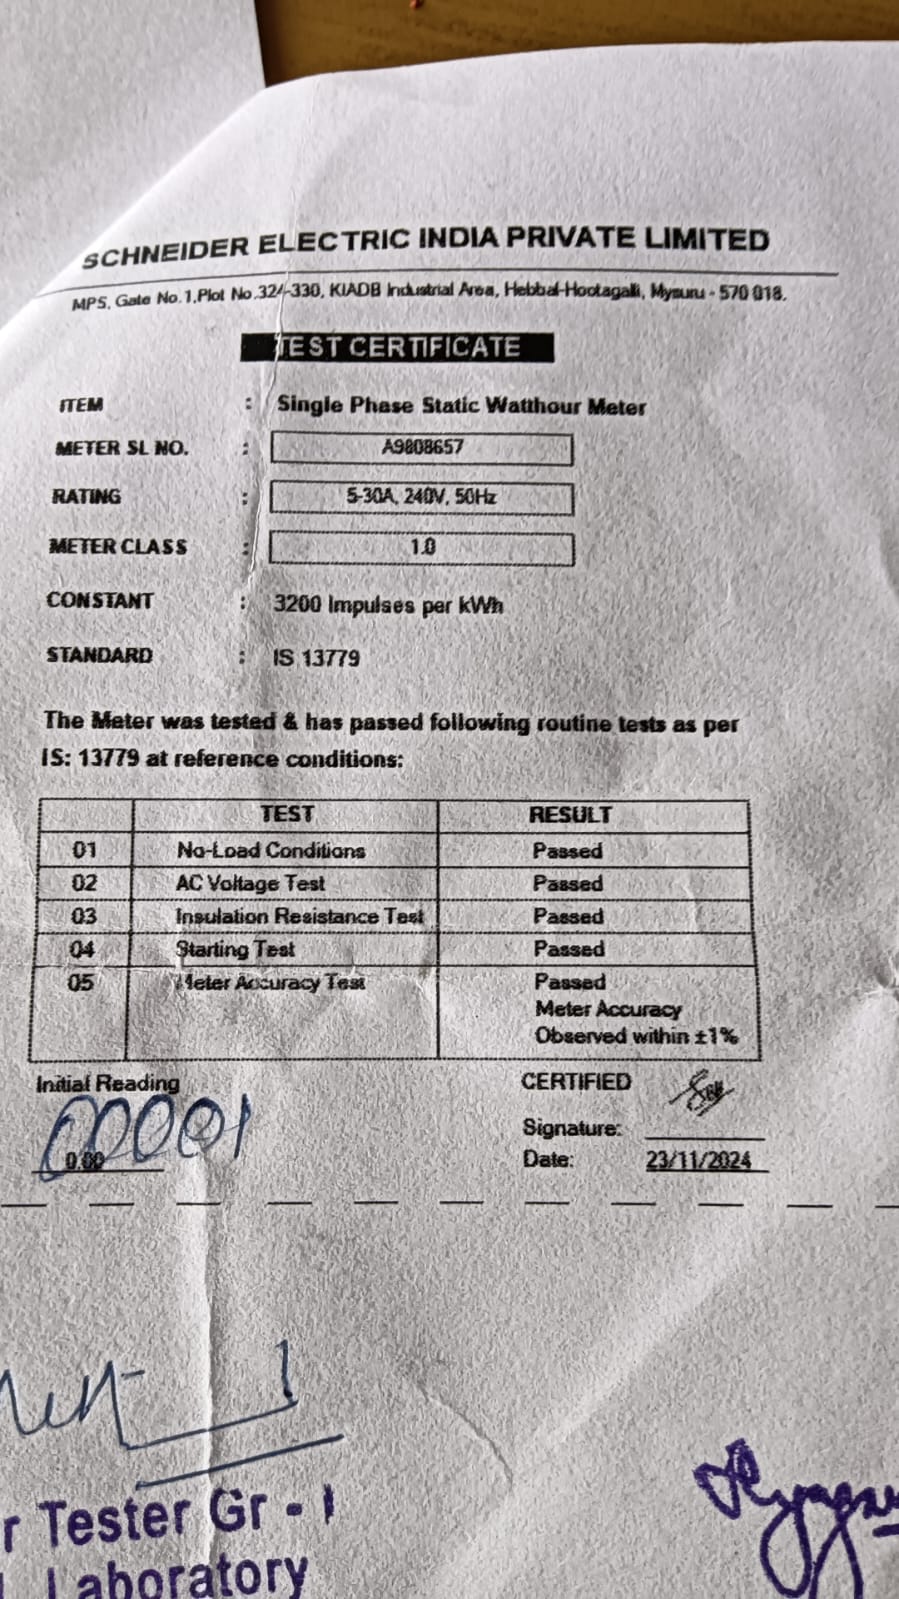 SCHNEIDER ELECTRIC INDIA PRIVATE LIMITED
MPS, Gate No.1,Plot No.324-330, KIADB Industrial Area, Hebbal-Hootagalli, Mysuru - 570 018.
TEST CERTIFICATE
ITEM : Single Phase Static Watthour Meter
METER SL NO. : A9808657
RATING : 5-30A, 240V, 50Hz
METER CLASS : 1.0
CONSTANT : 3200 Impulses per kWh
STANDARD : IS 13779
The Meter was tested & has passed following routine tests as per
IS: 13779 at reference conditions:
TEST RESULT
01 No-Load Conditions Passed
02 AC Voltage Test Passed
03 Insulation Resistance Test Passed
04 Starting Test Passed
05 Meter Accuracy Test Passed
Meter Accuracy
Observed within ±1%
Initial Reading CERTIFIED
00001
Signature:
0.00 Date: 23/11/2024
r Tester Gr - I
Laboratory